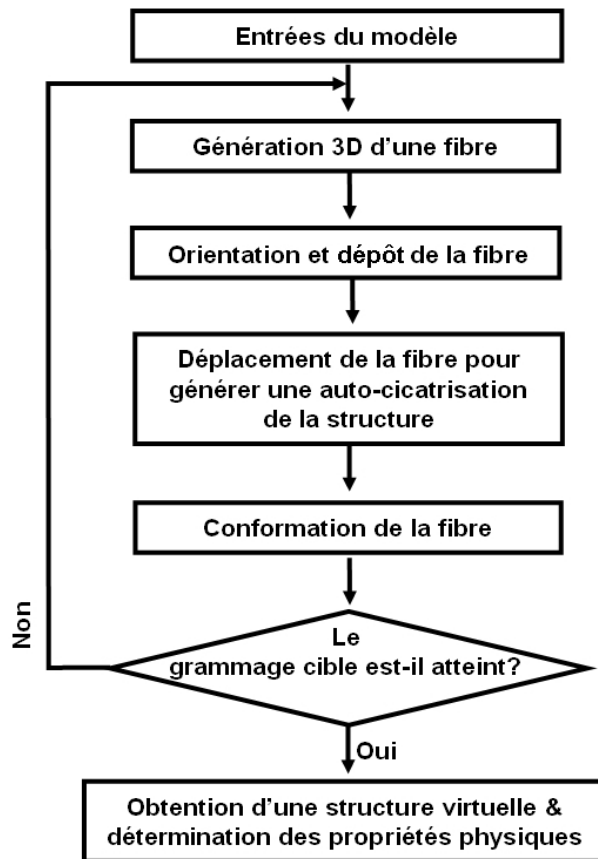 Entrées du modèle
Génération 3D d’une fibre
Orientation et dépôt de la fibre
Déplacement de la fibre pour
générer une auto-cicatrisation
de la structure
Conformation de la fibre
Le
grammage cible est-il atteint?
Non
Oui
Obtention d’une structure virtuelle &
détermination des propriétés physiques